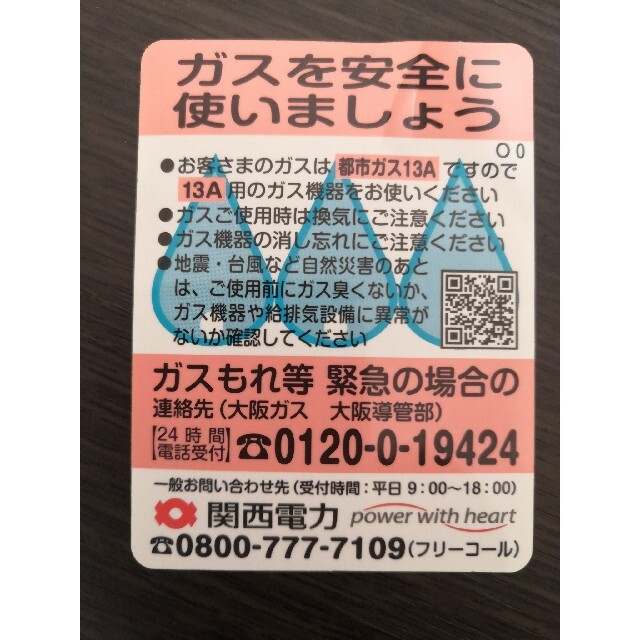 ガスを安全に
使いましょう
O 0
●お客さまのガスは 都市ガス13A ですので
13A 用のガス機器をお使いください
●ガスご使用時は換気にご注意ください
●ガス機器の消し忘れにご注意ください
●地震・台風など自然災害のあと
は、ご使用前にガス臭くないか、
ガス機器や給排気設備に異常が
ないか確認してください
ガスもれ等 緊急の場合の
連絡先（大阪ガス 大阪導管部）
【24時間電話受付】☎0120-0-19424
一般お問い合わせ先（受付時間：平日 9：00〜18：00）
関西電力 power with heart
☎0800-777-7109（フリーコール）